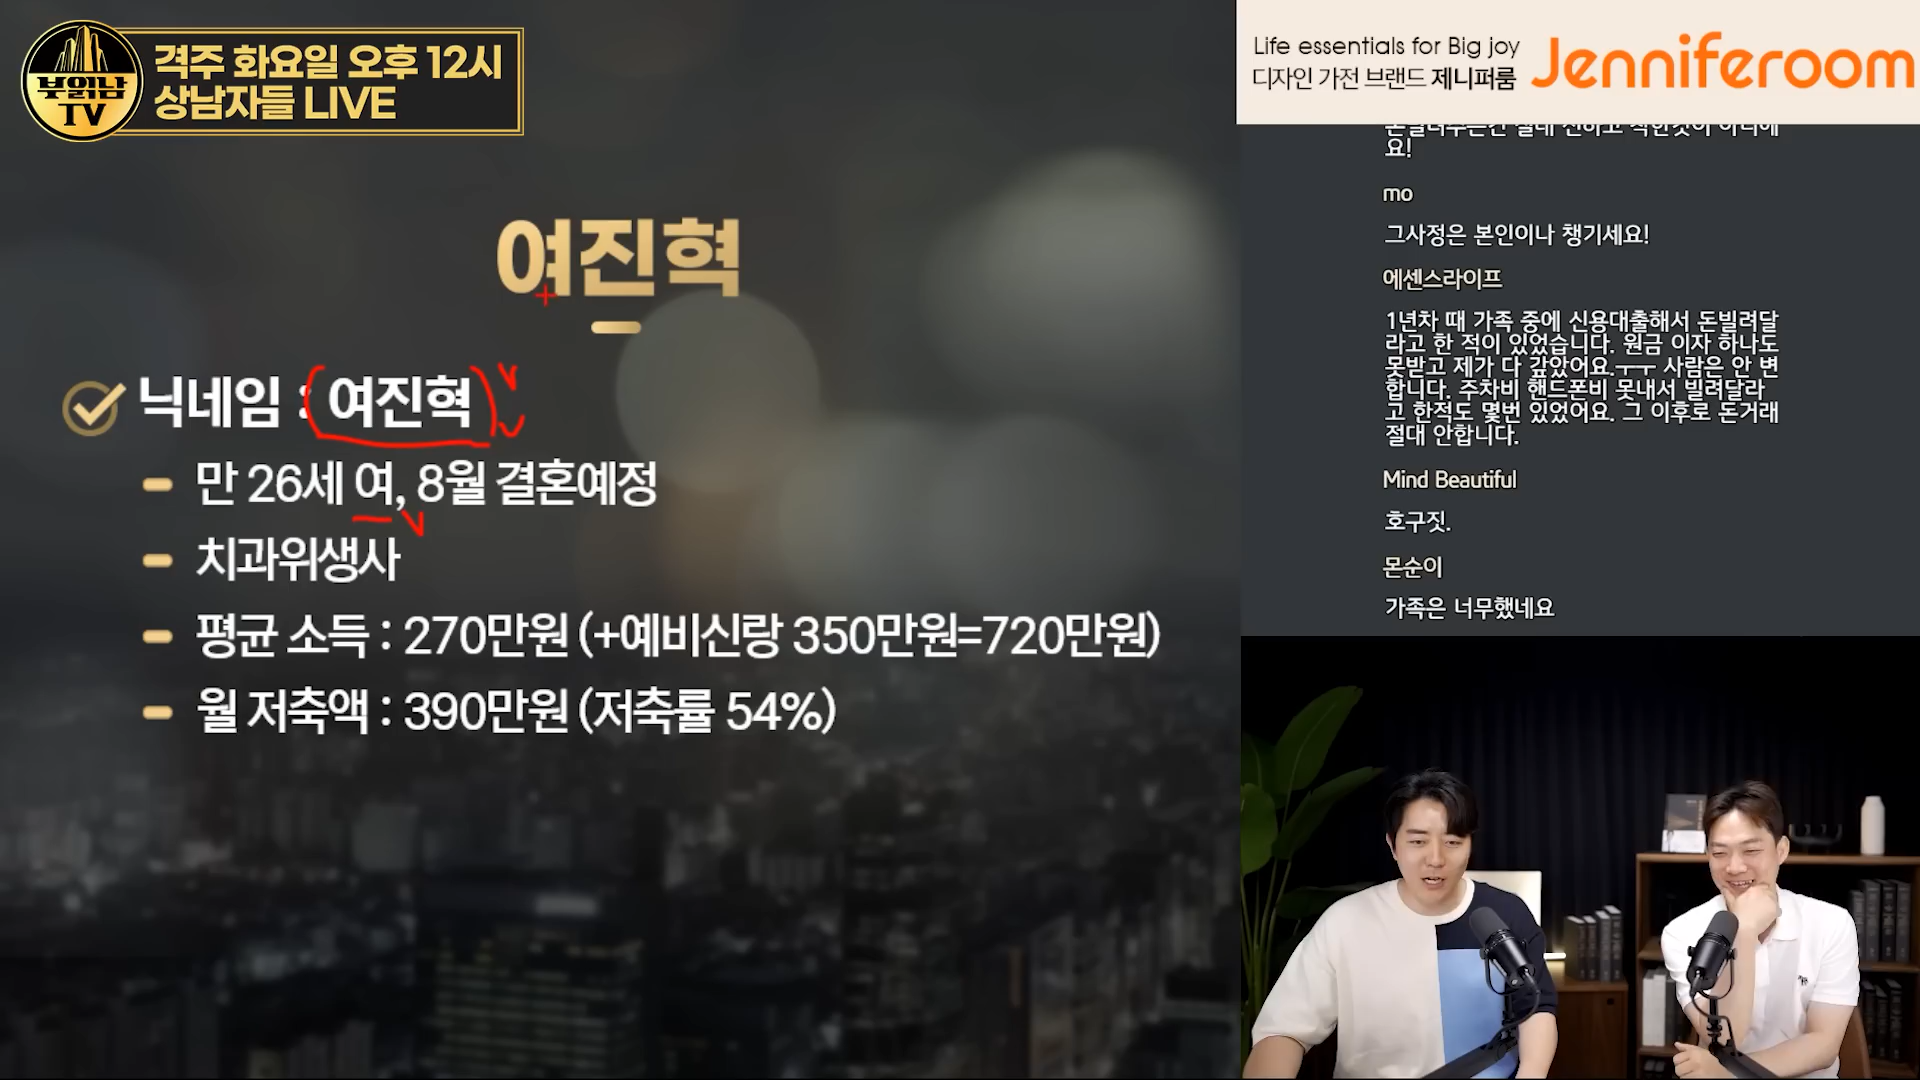 부읽남
TV
격주 화요일 오후 12시
상남자들 LIVE
여진혁
닉네임 : 여진혁
만 26세 여, 8월 결혼예정
치과위생사
평균 소득 : 270만원 (+예비신랑 350만원=720만원)
월 저축액 : 390만원 (저축률 54%)
Life essentials for Big joy
디자인 가전 브랜드 제니퍼룸
Jenniferoom
요!
mo
그사정은 본인이나 챙기세요!
에센스라이프
1년차 때 가족 중에 신용대출해서 돈빌려달
라고 한 적이 있었습니다. 원금 이자 하나도
못받고 제가 다 갚았어요.ㅜㅜ 사람은 안 변
합니다. 주차비 핸드폰비 못내서 빌려달라
고 한적도 몇번 있었어요. 그 이후로 돈거래
절대 안합니다.
Mind Beautiful
호구짓.
몬순이
가족은 너무했네요